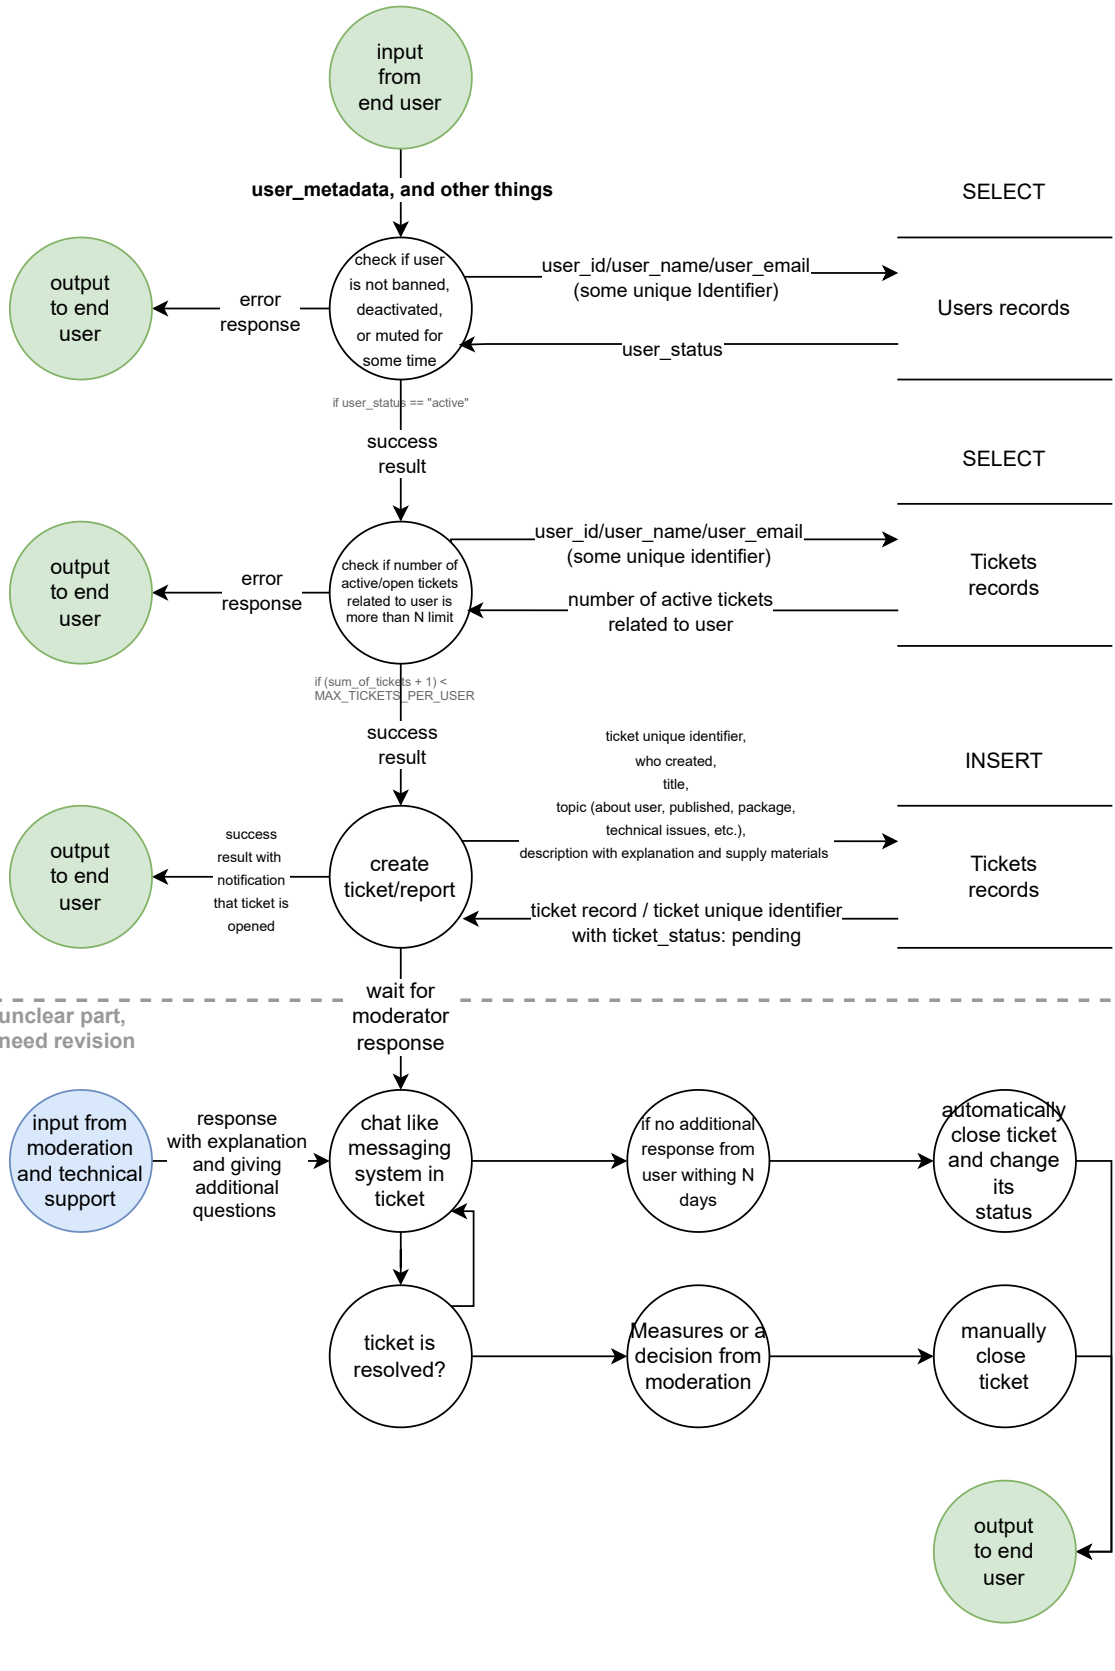 input
from
end user
user_metadata, and other things
SELECT
output
to end
user
error
response
check if user
is not banned,
deactivated,
or muted for
some time
user_id/user_name/user_email
(some unique Identifier)
user_status
Users records
if user_status == "active"
success
result
SELECT
output
to end
user
error
response
check if number of
active/open tickets
related to user is
more than N limit
user_id/user_name/user_email
(some unique identifier)
number of active tickets
related to user
Tickets
records
if (sum_of_tickets + 1) <
MAX_TICKETS_PER_USER
success
result
ticket unique identifier,
who created,
title,
topic (about user, published, package,
technical issues, etc.),
description with explanation and supply materials
INSERT
output
to end
user
success
result with
notification
that ticket is
opened
create
ticket/report
ticket record / ticket unique identifier
with ticket_status: pending
Tickets
records
wait for
moderator
response
unclear part,
need revision
input from
moderation
and technical
support
response
with explanation
and giving
additional
questions
chat like
messaging
system in
ticket
if no additional
response from
user withing N
days
automatically
close ticket
and change
its
status
ticket is
resolved?
Measures or a
decision from
moderation
manually
close
ticket
output
to end
user